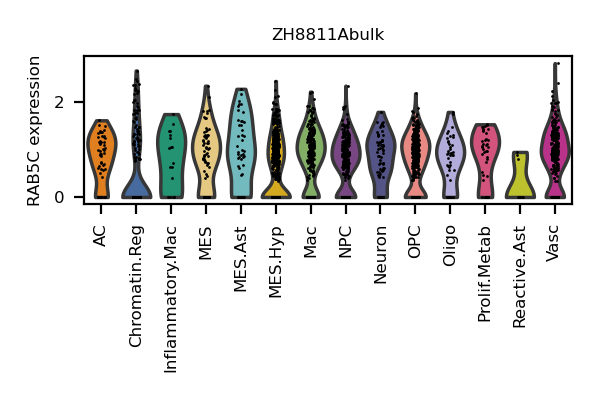 ZH8811Abulk
RAB5C expression
2
0
AC
Chromatin.Reg
Inflammatory.Mac
MES
MES.Ast
MES.Hyp
Mac
NPC
Neuron
OPC
Oligo
Prolif.Metab
Reactive.Ast
Vasc